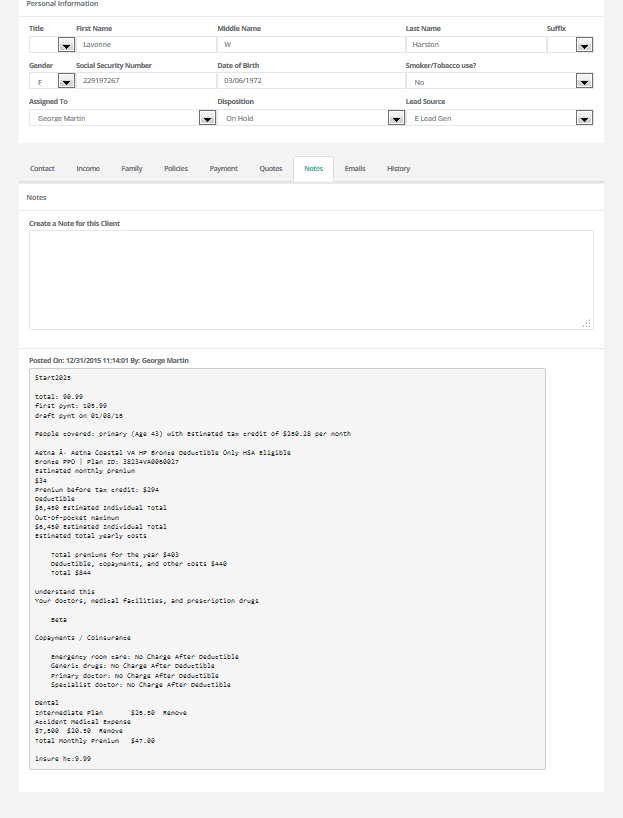 Personal Information
Title First Name Middle Name Last Name Suffix
Lavonne W Harston
Gender Social Security Number Date of Birth Smoker/Tobacco use?
F 229197267 03/06/1972 No
Assigned To Disposition Lead Source
George Martin On Hold E Lead Gen
Contact Income Family Policies Payment Quotes Notes Emails History
Notes
Create a Note for this Client
Posted On: 12/31/2015 11:14:01 By: George Martin
Start2025
total: 90.99
first pymt: 105.99
draft pymt on 01/08/16
People covered: primary (Age 43) with Estimated tax credit of $260.28 per month
Aetna Â· Aetna Coastal VA HP Bronze Deductible Only HSA Eligible
Bronze PPO | Plan ID: 38234VA0060027
Estimated monthly premium
$34
Premium before tax credit: $294
Deductible
$6,450 Estimated Individual Total
Out-of-pocket maximum
$6,450 Estimated Individual Total
Estimated total yearly costs
Total premiums for the year $403
Deductible, copayments, and other costs $440
Total $844
Understand this
Your doctors, medical facilities, and prescription drugs
Beta
Copayments / Coinsurance
Emergency room care: No Charge After Deductible
Generic drugs: No Charge After Deductible
Primary doctor: No Charge After Deductible
Specialist doctor: No Charge After Deductible
Dental
Intermediate Plan $26.50 Remove
Accident Medical Expense
$7,500 $20.50 Remove
Total Monthly Premium $47.00
insure hc:9.99